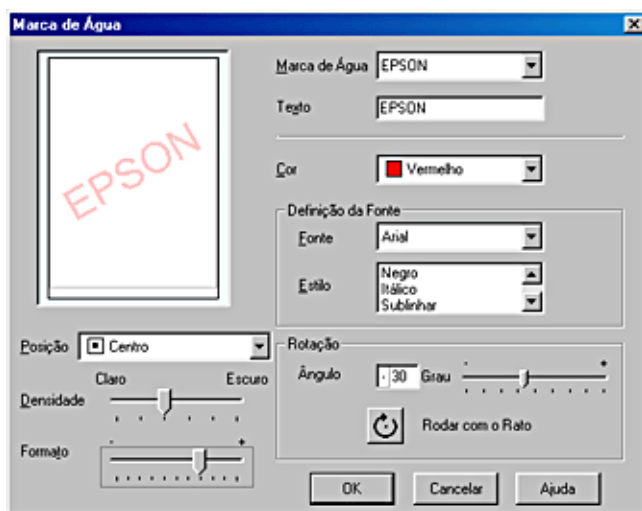 Marca de Água
EPSON
Marca de Água EPSON
Texto EPSON
Cor Vermelho
Definição da Fonte
Fonte Arial
Estilo Negro
Itálico
Sublinhar
Posição Centro
Claro Escuro
Densidade
Formato - +
Rotação
Ângulo -30 Grau - +
Rodar com o Rato
OK Cancelar Ajuda